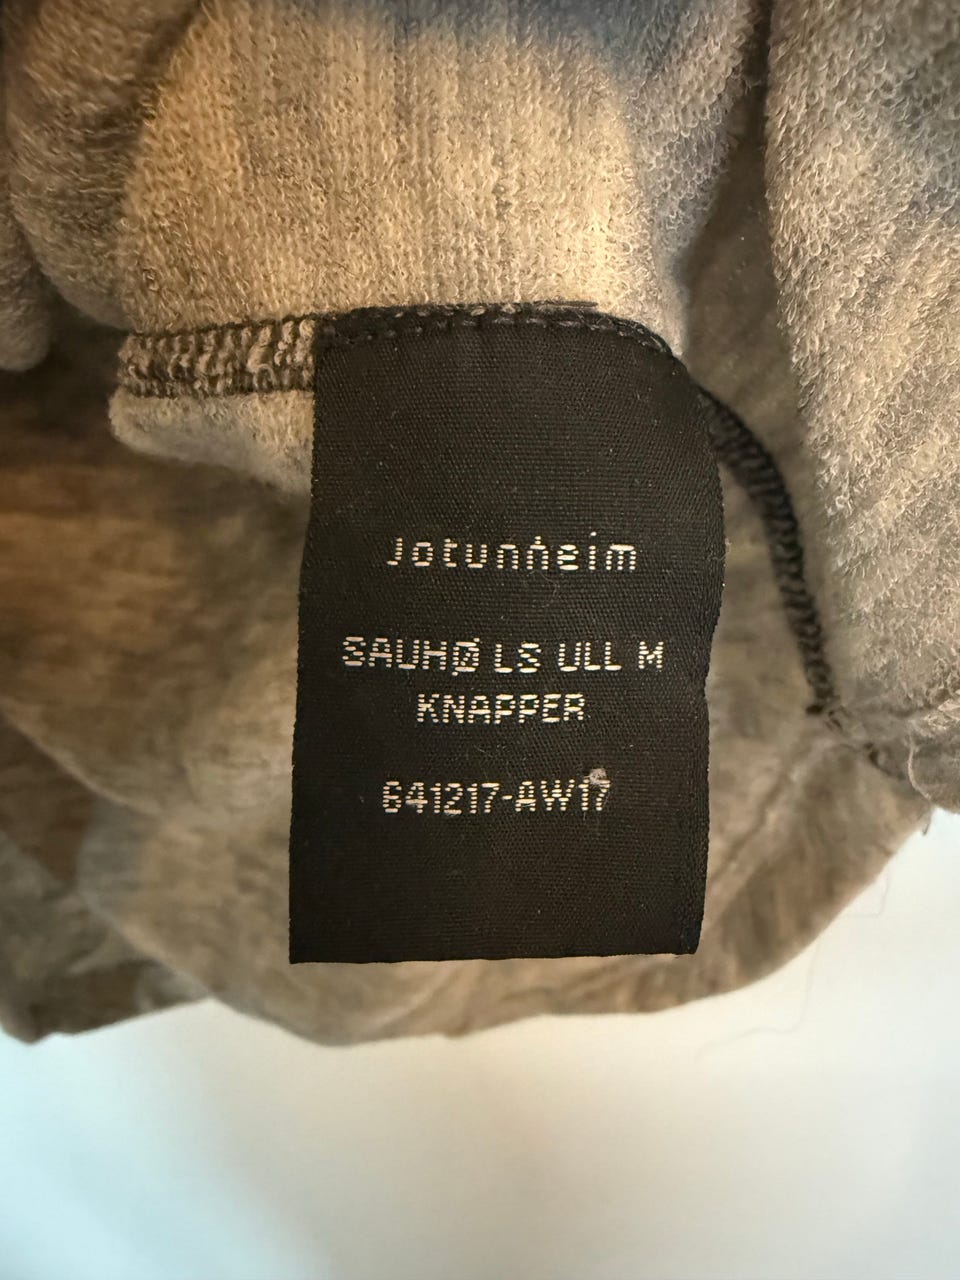 Jotunheim
SAUHØ LS ULL M
KNAPPER
641217-AW17